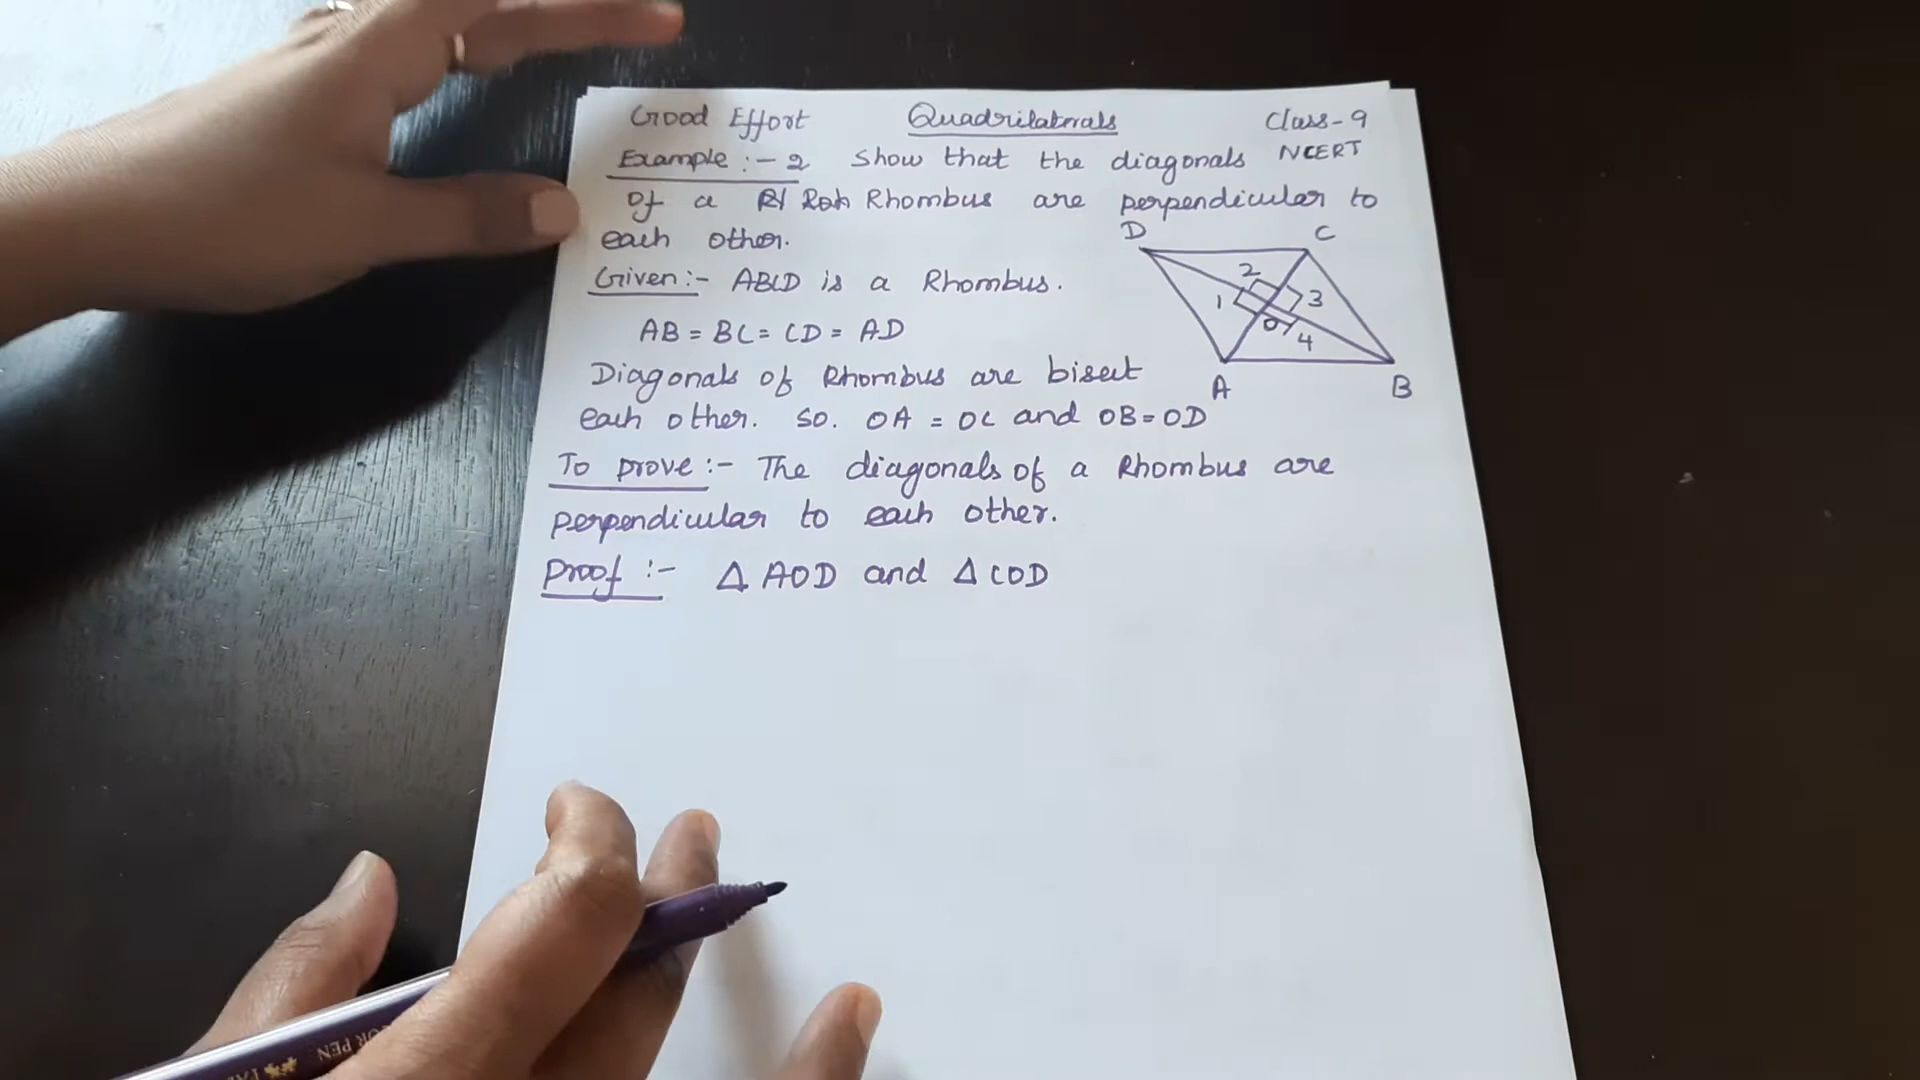 Good Effort Quadrilaterals Class-9
Example:-2 Show that the diagonals NCERT
of a Rhombus are perpendicular to
each other.
D C
Given:- ABCD is a Rhombus.
2
1 3
O
4
AB = BC = CD = AD
Diagonals of Rhombus are bisect
A B
each other. So. OA = OC and OB = OD
To prove:- The diagonals of a Rhombus are
perpendicular to each other.
Proof:- Δ AOD and Δ COD
PEN